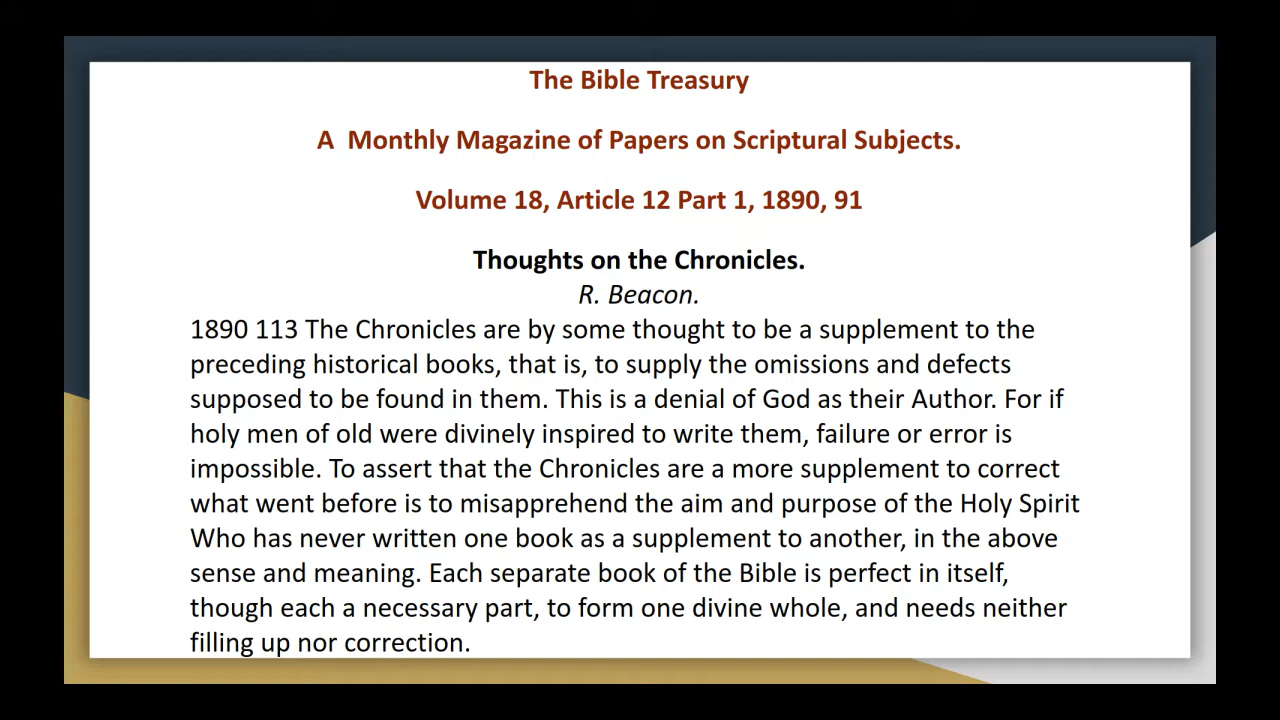 The Bible Treasury
A  Monthly Magazine of Papers on Scriptural Subjects.
Volume 18, Article 12 Part 1, 1890, 91
Thoughts on the Chronicles.
R. Beacon.
1890 113 The Chronicles are by some thought to be a supplement to the
preceding historical books, that is, to supply the omissions and defects
supposed to be found in them. This is a denial of God as their Author. For if
holy men of old were divinely inspired to write them, failure or error is
impossible. To assert that the Chronicles are a more supplement to correct
what went before is to misapprehend the aim and purpose of the Holy Spirit
Who has never written one book as a supplement to another, in the above
sense and meaning. Each separate book of the Bible is perfect in itself,
though each a necessary part, to form one divine whole, and needs neither
filling up nor correction.